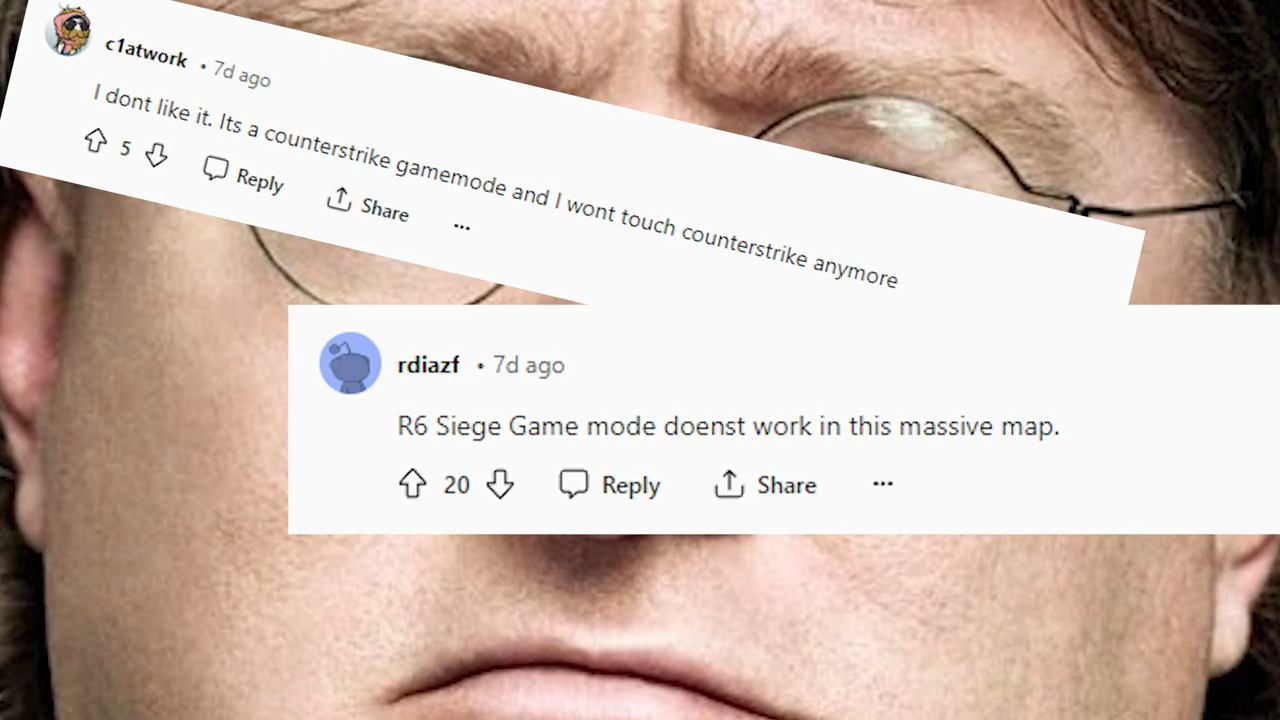 c1atwork • 7d ago
I dont like it. Its a counterstrike gamemode and I wont touch counterstrike anymore
5 Reply Share ...
rdiazf • 7d ago
R6 Siege Game mode doenst work in this massive map.
20 Reply Share ...